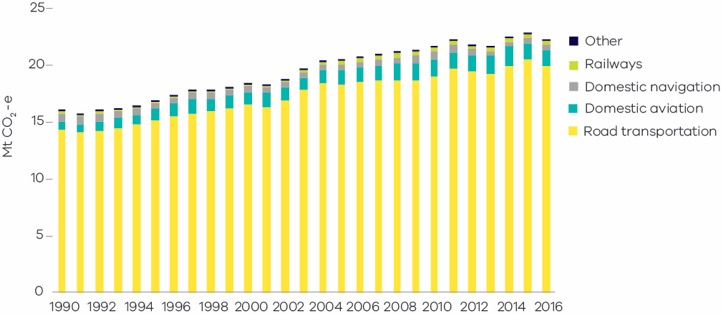 25
20
15
10
5
0
Mt CO2-e
1990 1992 1994 1996 1998 2000 2002 2004 2006 2008 2010 2012 2014 2016
Other
Railways
Domestic navigation
Domestic aviation
Road transportation